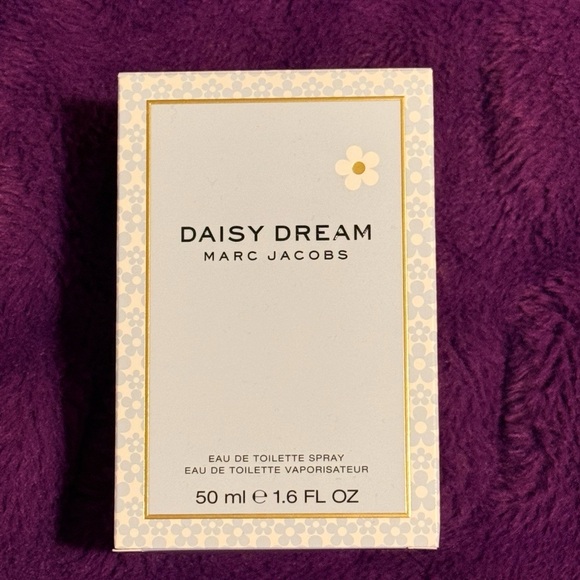 DAISY DREAM
MARC JACOBS
EAU DE TOILETTE SPRAY
EAU DE TOILETTE VAPORISATEUR
50 ml ℮ 1.6 FL OZ